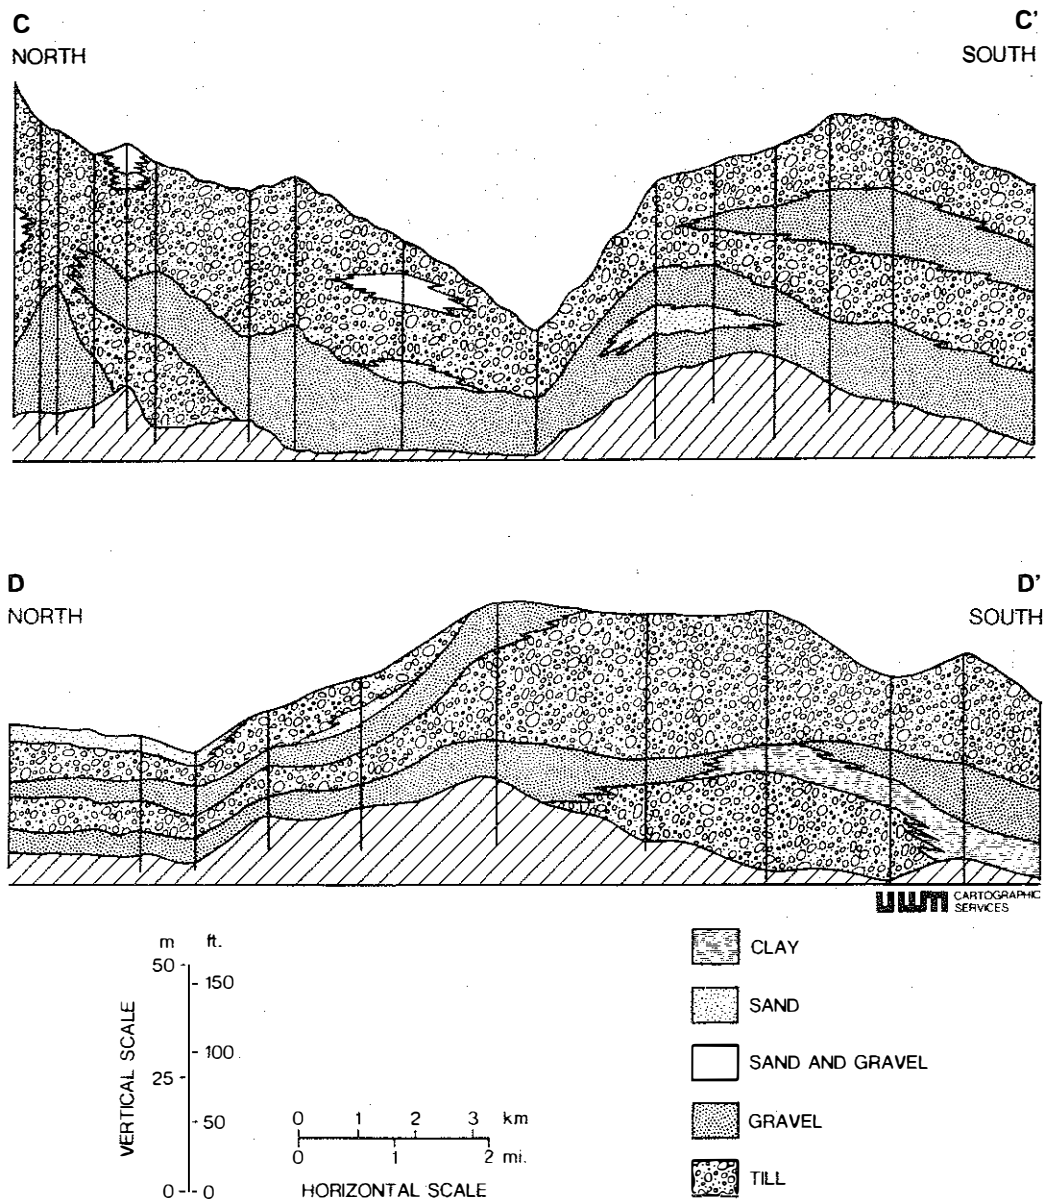 C C'
NORTH SOUTH
D D'
NORTH SOUTH
uwm CARTOGRAPHIC SERVICES
m ft.
50
150
100
25
50
0 0
VERTICAL SCALE
0 1 2 3 km
0 1 2 mi.
HORIZONTAL SCALE
CLAY
SAND
SAND AND GRAVEL
GRAVEL
TILL